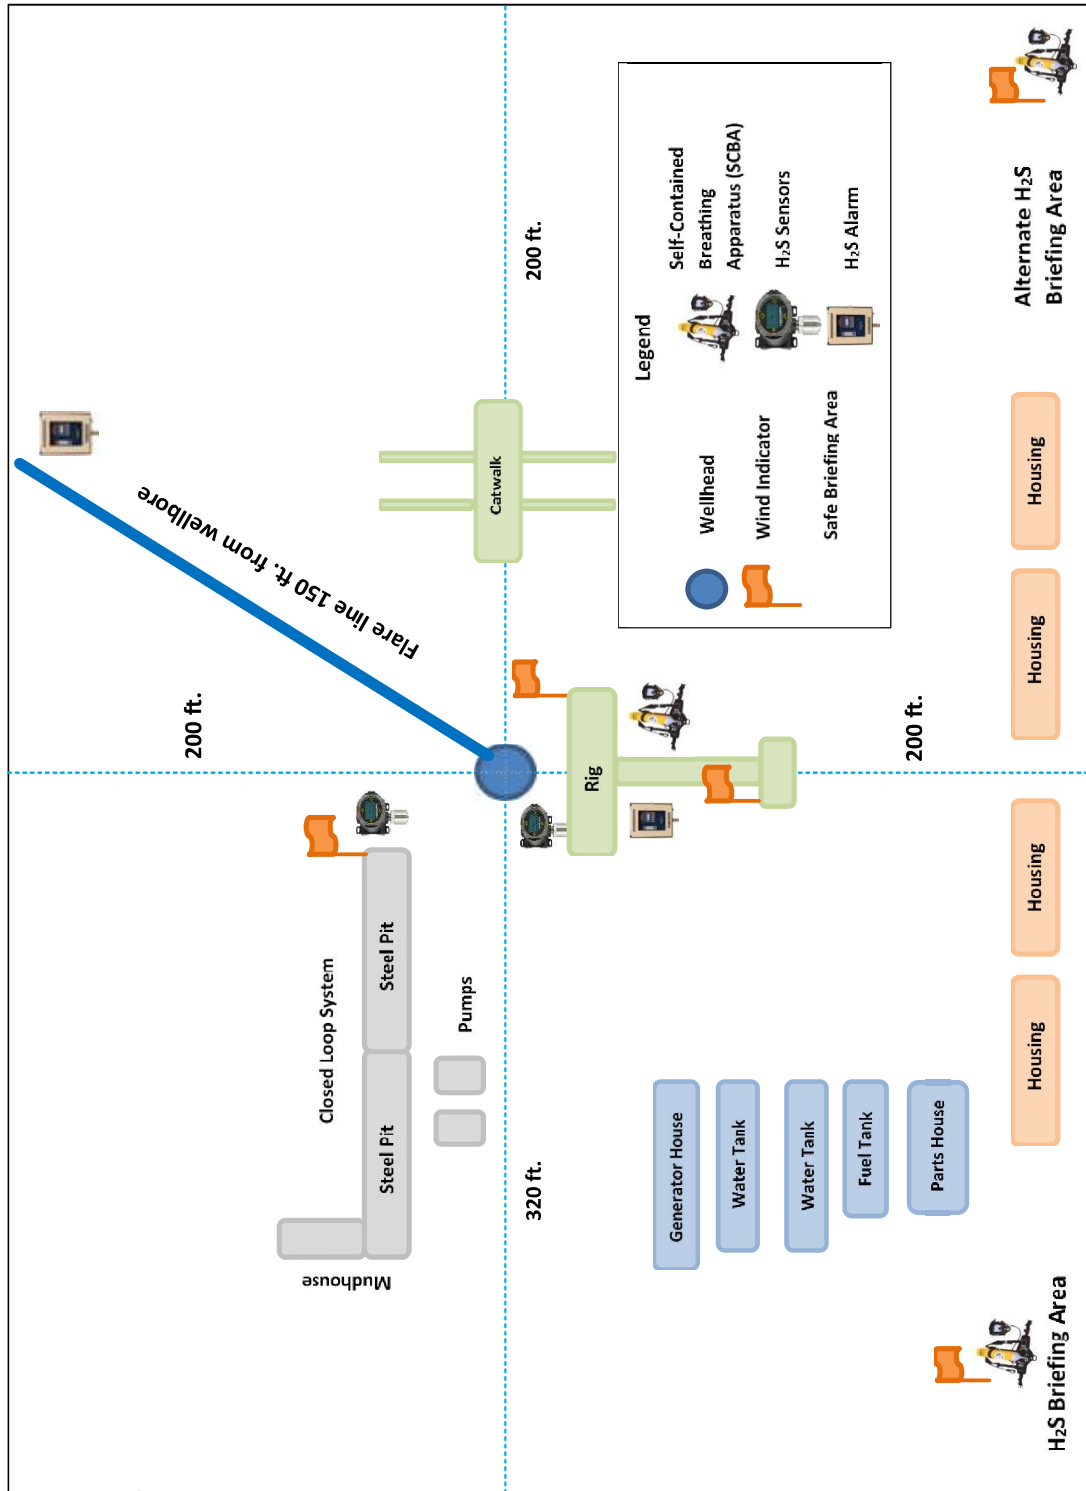 200 ft.
Flare line 150 ft. from wellbore
200 ft.
Catwalk
Closed Loop System
Steel Pit
Steel Pit
Mudhouse
Pumps
320 ft.
Rig
200 ft.
Generator House
Water Tank
Water Tank
Fuel Tank
Parts House
Housing
Housing
Housing
Housing
H₂S Briefing Area
Alternate H₂S
Briefing Area
Legend
Wellhead
Wind Indicator
Safe Briefing Area
Self-Contained
Breathing
Apparatus (SCBA)
H₂S Sensors
H₂S Alarm